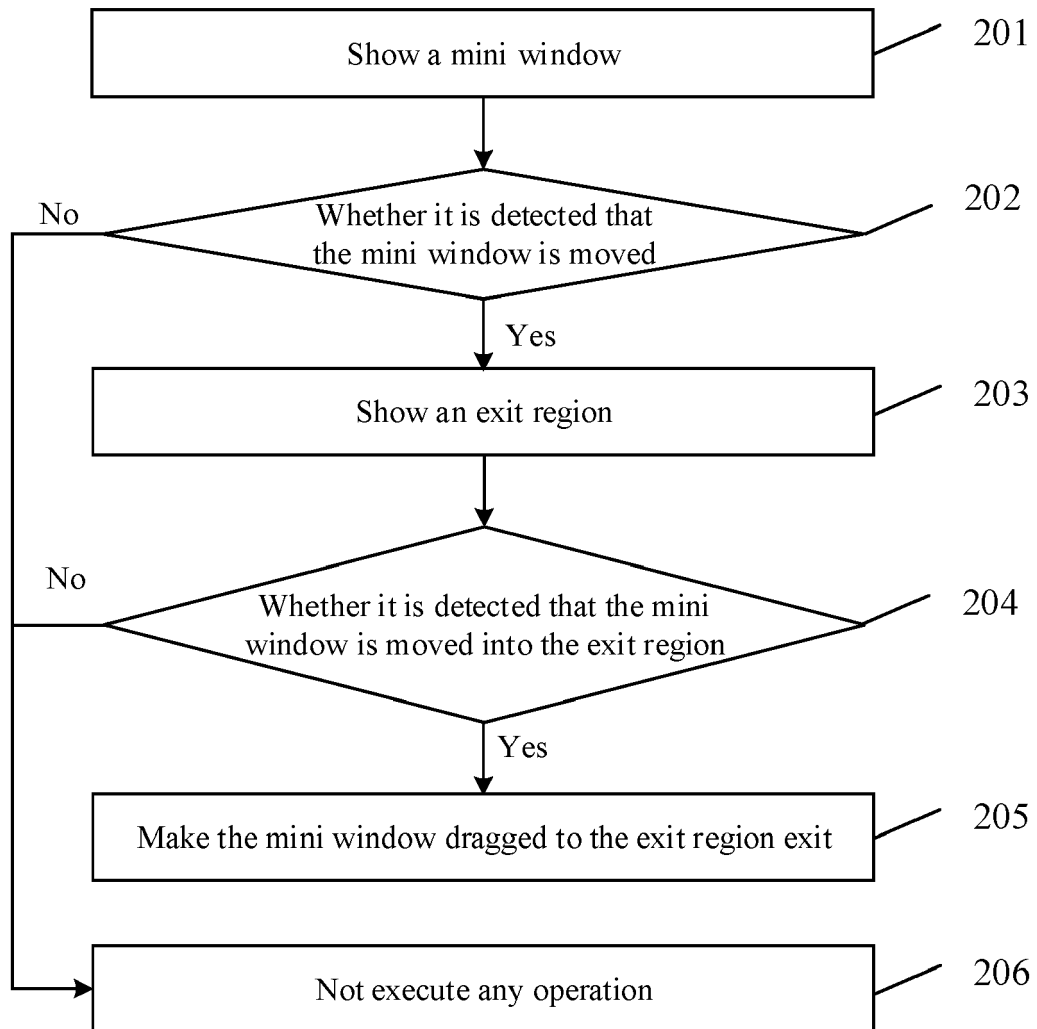 Show a mini window
201
Whether it is detected that
the mini window is moved
202
No
Yes
Show an exit region
203
No
Whether it is detected that the mini
window is moved into the exit region
204
Yes
Make the mini window dragged to the exit region exit
205
Not execute any operation
206